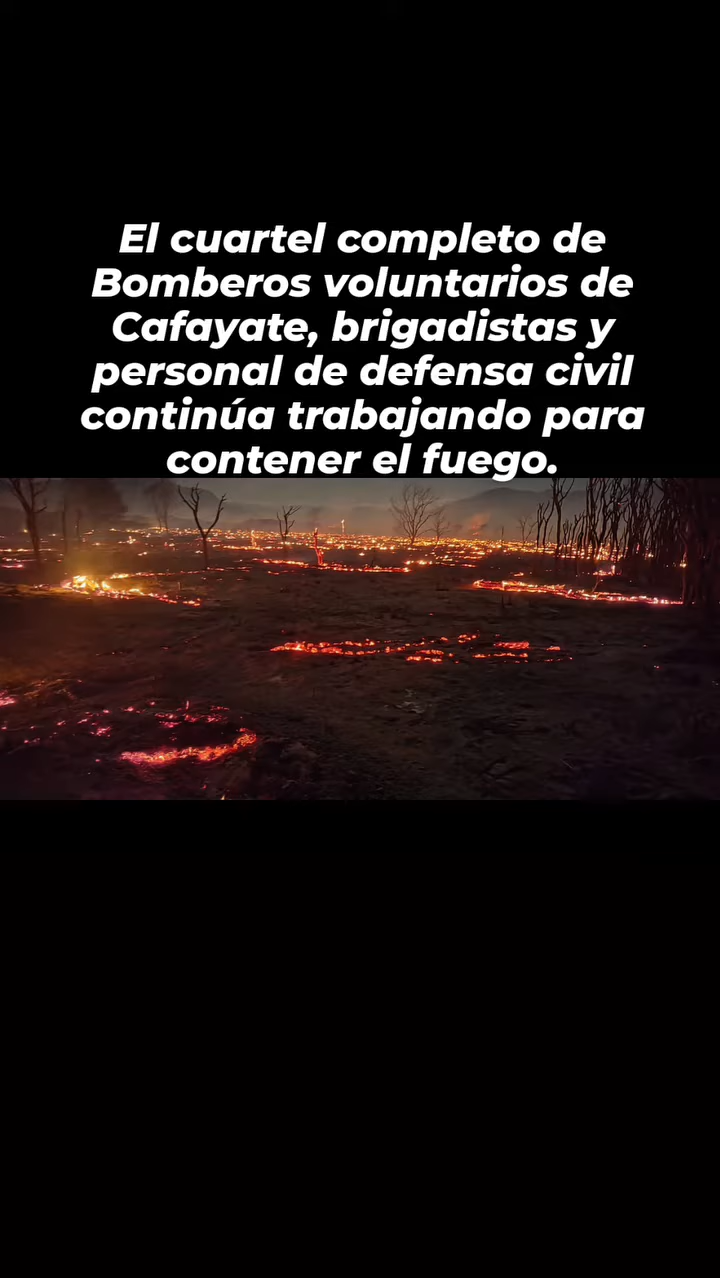 El cuartel completo de
Bomberos voluntarios de
Cafayate, brigadistas y
personal de defensa civil
continúa trabajando para
contener el fuego.